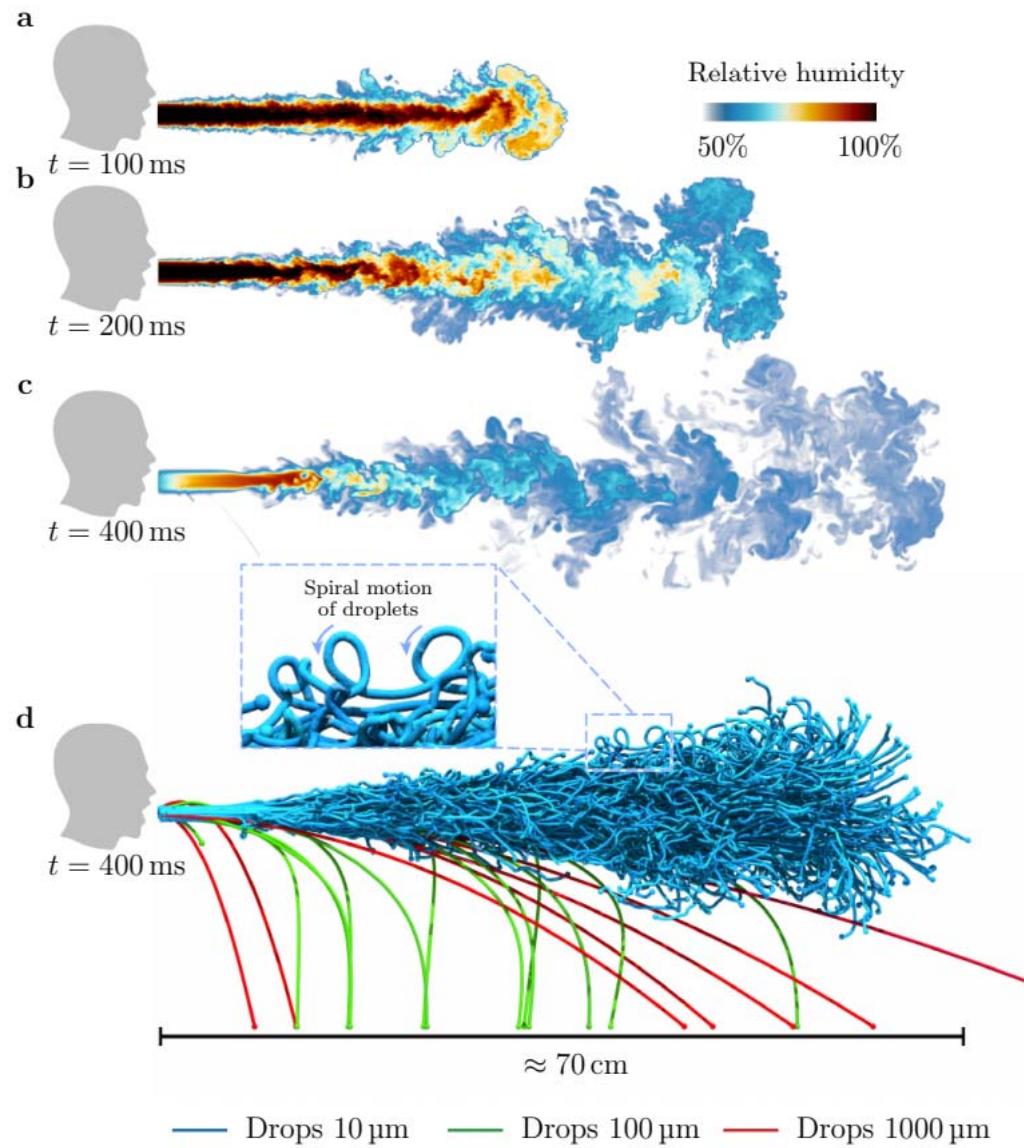 a
Relative humidity
50% 100%
t = 100 ms
b
t = 200 ms
c
t = 400 ms
Spiral motion
of droplets
d
t = 400 ms
≈ 70 cm
Drops 10 µm Drops 100 µm Drops 1000 µm